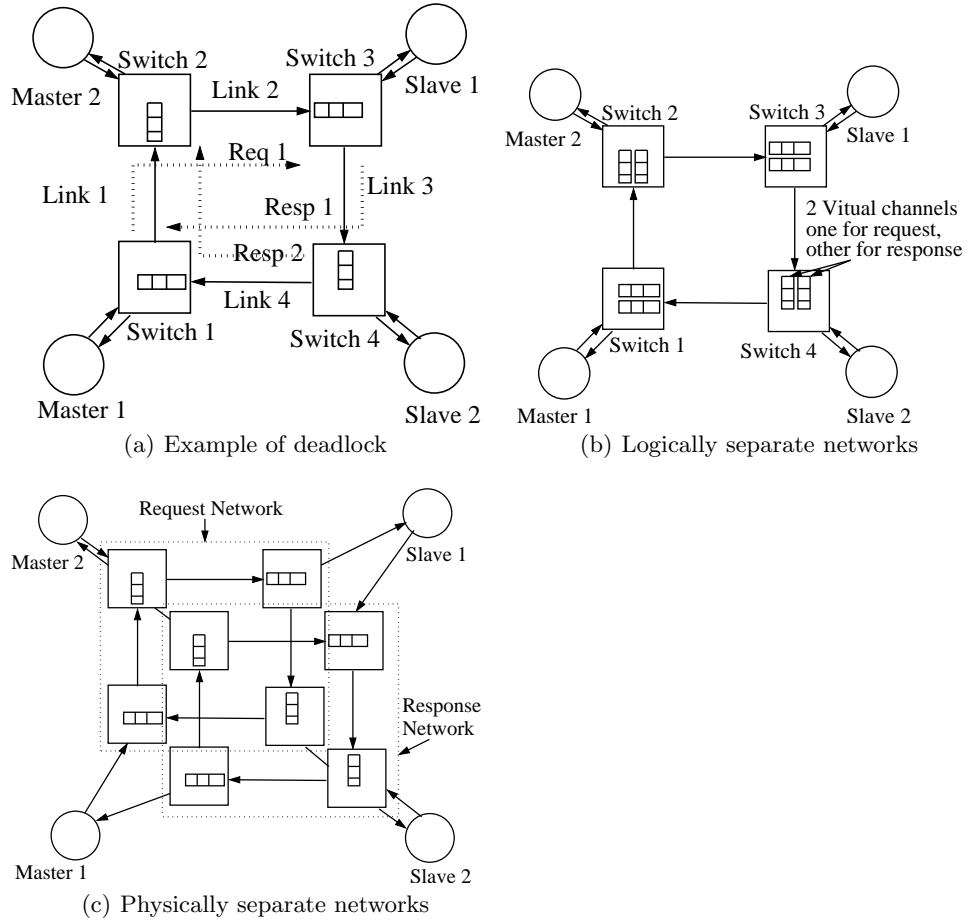 Switch 2
Switch 3
Master 2
Link 2
Slave 1
Req 1
Link 1
Link 3
Resp 1
Resp 2
Link 4
Switch 1
Switch 4
Master 1
Slave 2
(a) Example of deadlock
Switch 2
Switch 3
Master 2
Slave 1
2 Vitual channels
one for request,
other for response
Switch 1
Switch 4
Master 1
Slave 2
(b) Logically separate networks
Request Network
Master 2
Slave 1
Response
Network
Master 1
Slave 2
(c) Physically separate networks